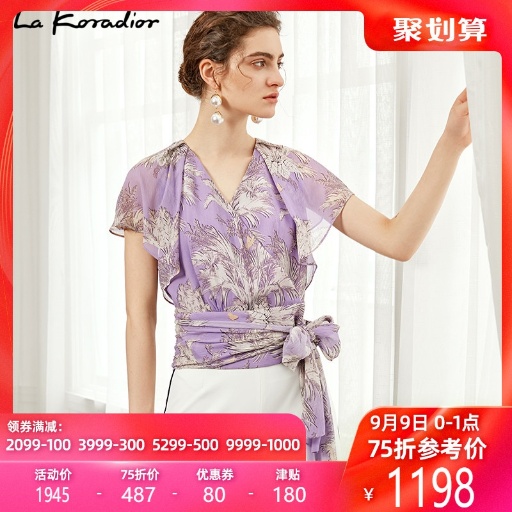 La Koradior
聚划算
领券满减:
2099-100 3999-300 5299-500 9999-1000
活动价 75折价 优惠券 津贴
1945 - 487 - 80 - 180
9月9日 0-1点
75折参考价
¥1198